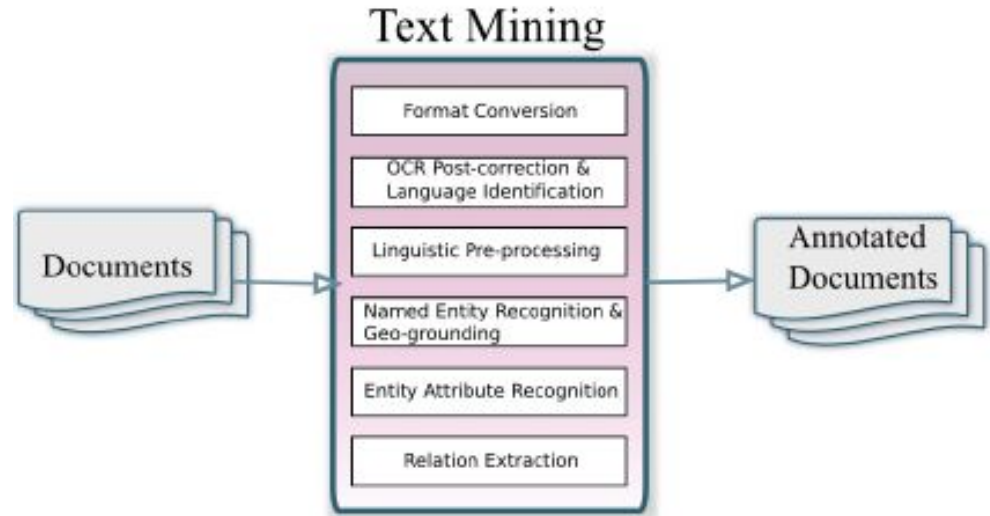 Text Mining
Format Conversion
OCR Post-correction &
Language Identification
Linguistic Pre-processing
Named Entity Recognition &
Geo-grounding
Entity Attribute Recognition
Relation Extraction
Documents
Annotated
Documents